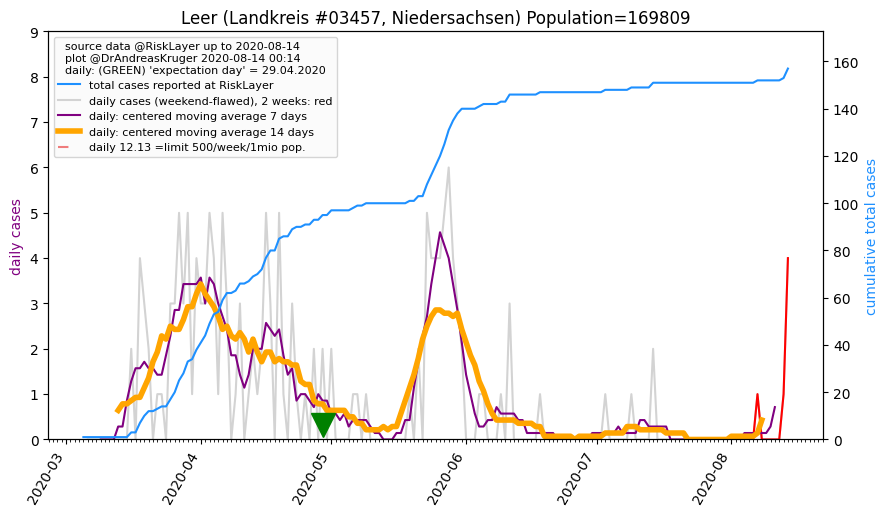 Leer (Landkreis #03457, Niedersachsen) Population=169809
source data @RiskLayer up to 2020-08-14
plot @DrAndreasKruger 2020-08-14 00:14
daily: (GREEN) 'expectation day' = 29.04.2020
total cases reported at RiskLayer
daily cases (weekend-flawed), 2 weeks: red
daily: centered moving average 7 days
daily: centered moving average 14 days
daily 12.13 =limit 500/week/1mio pop.
daily cases
9
8
7
6
5
4
3
2
1
0
cumulative total cases
160
140
120
100
80
60
40
20
0
2020-03
2020-04
2020-05
2020-06
2020-07
2020-08